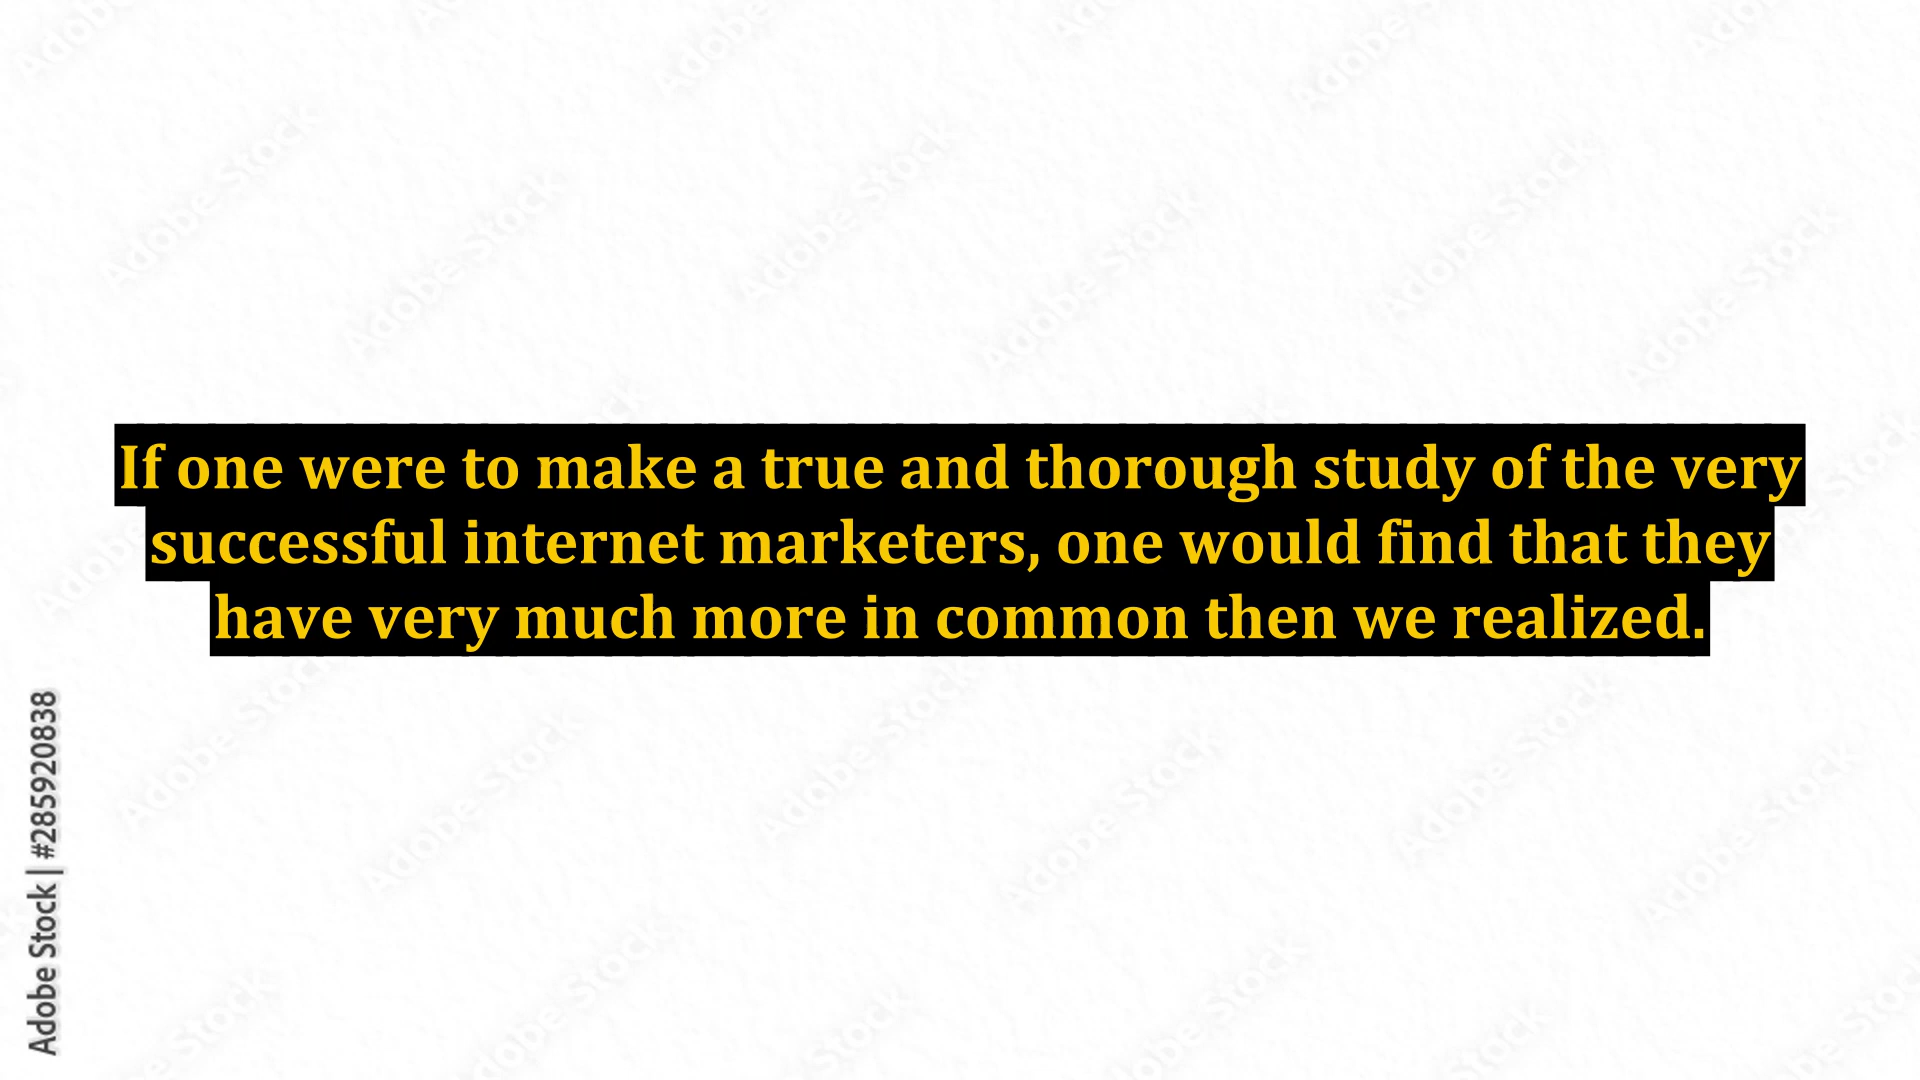 If one were to make a true and thorough study of the very
successful internet marketers, one would find that they
have very much more in common then we realized.
Adobe Stock | #285920838